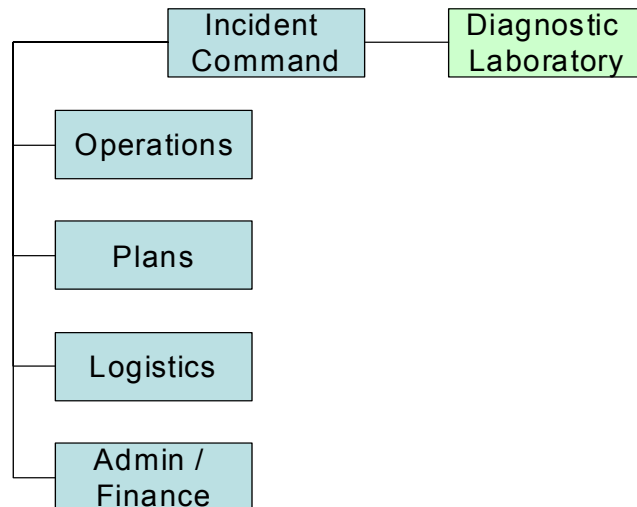 Incident
Command
Diagnostic
Laboratory
Operations
Plans
Logistics
Admin /
Finance